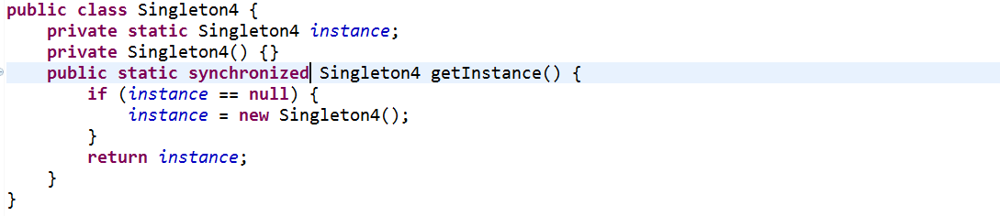 public class Singleton4 {
    private static Singleton4 instance;
    private Singleton4() {}
    public static synchronized Singleton4 getInstance() {
        if (instance == null) {
            instance = new Singleton4();
        }
        return instance;
    }
}